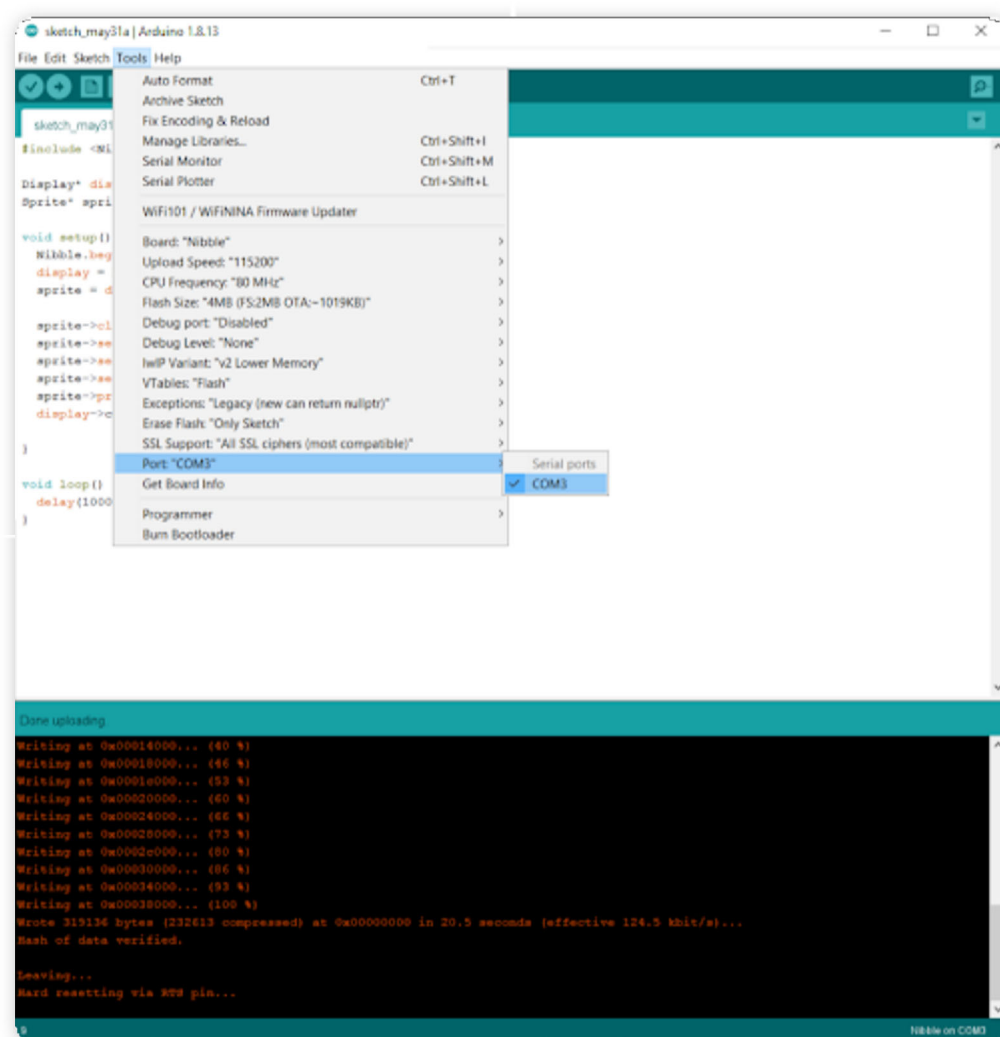 sketch_may31a | Arduino 1.8.13
File Edit Sketch Tools Help
Auto Format Ctrl+T
Archive Sketch
Fix Encoding & Reload
Manage Libraries... Ctrl+Shift+I
Serial Monitor Ctrl+Shift+M
Serial Plotter Ctrl+Shift+L
WiFi101 / WiFiNINA Firmware Updater
Board: "Nibble"
Upload Speed: "115200"
CPU Frequency: "80 MHz"
Flash Size: "4MB (FS:2MB OTA:~1019KB)"
Debug port: "Disabled"
Debug Level: "None"
lwIP Variant: "v2 Lower Memory"
VTables: "Flash"
Exceptions: "Legacy (new can return nullptr)"
Erase Flash: "Only Sketch"
SSL Support: "All SSL ciphers (most compatible)"
Port: "COM3"
Get Board Info
Programmer
Burn Bootloader
Serial ports
COM3
sketch_may31
#include <Ni
Display* dis
Sprite* spri
void setup()
Nibble.beg
display =
sprite = d
sprite->cl
sprite->se
sprite->se
sprite->se
sprite->pr
display->c
}
void loop()
delay(1000
}
Done uploading.
Writing at 0x00014000... (40 %)
Writing at 0x00018000... (46 %)
Writing at 0x0001c000... (53 %)
Writing at 0x00020000... (60 %)
Writing at 0x00024000... (66 %)
Writing at 0x00028000... (73 %)
Writing at 0x0002c000... (80 %)
Writing at 0x00030000... (86 %)
Writing at 0x00034000... (93 %)
Writing at 0x00038000... (100 %)
Wrote 319136 bytes (232613 compressed) at 0x00000000 in 20.5 seconds (effective 124.5 kbit/s)...
Hash of data verified.
Leaving...
Hard resetting via RTS pin...
9
Nibble on COM3